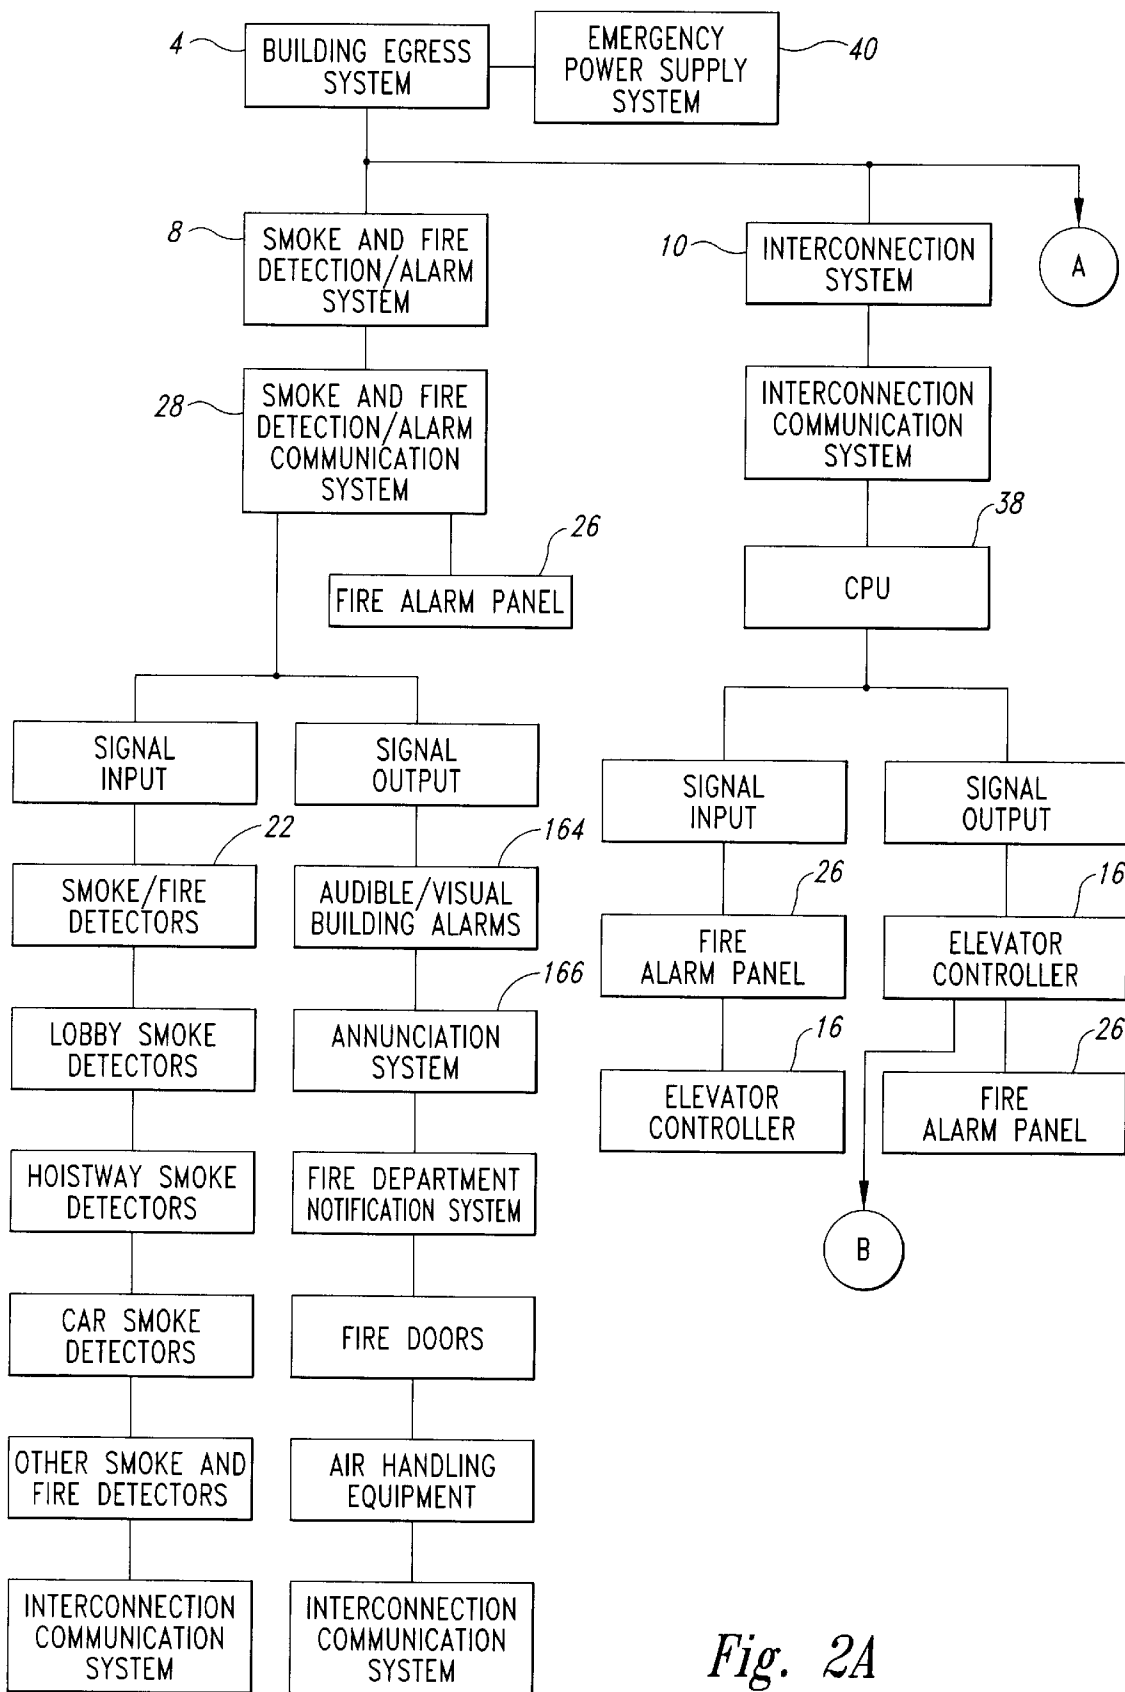 4
BUILDING EGRESS
SYSTEM
EMERGENCY
POWER SUPPLY
SYSTEM
40
8
SMOKE AND FIRE
DETECTION/ALARM
SYSTEM
10
INTERCONNECTION
SYSTEM
A
28
SMOKE AND FIRE
DETECTION/ALARM
COMMUNICATION
SYSTEM
INTERCONNECTION
COMMUNICATION
SYSTEM
26
FIRE ALARM PANEL
38
CPU
SIGNAL
INPUT
SIGNAL
OUTPUT
SIGNAL
INPUT
SIGNAL
OUTPUT
22
SMOKE/FIRE
DETECTORS
164
AUDIBLE/VISUAL
BUILDING ALARMS
26
FIRE
ALARM PANEL
16
ELEVATOR
CONTROLLER
LOBBY SMOKE
DETECTORS
166
ANNUNCIATION
SYSTEM
16
ELEVATOR
CONTROLLER
26
FIRE
ALARM PANEL
HOISTWAY SMOKE
DETECTORS
FIRE DEPARTMENT
NOTIFICATION SYSTEM
B
CAR SMOKE
DETECTORS
FIRE DOORS
OTHER SMOKE AND
FIRE DETECTORS
AIR HANDLING
EQUIPMENT
INTERCONNECTION
COMMUNICATION
SYSTEM
INTERCONNECTION
COMMUNICATION
SYSTEM
Fig. 2A